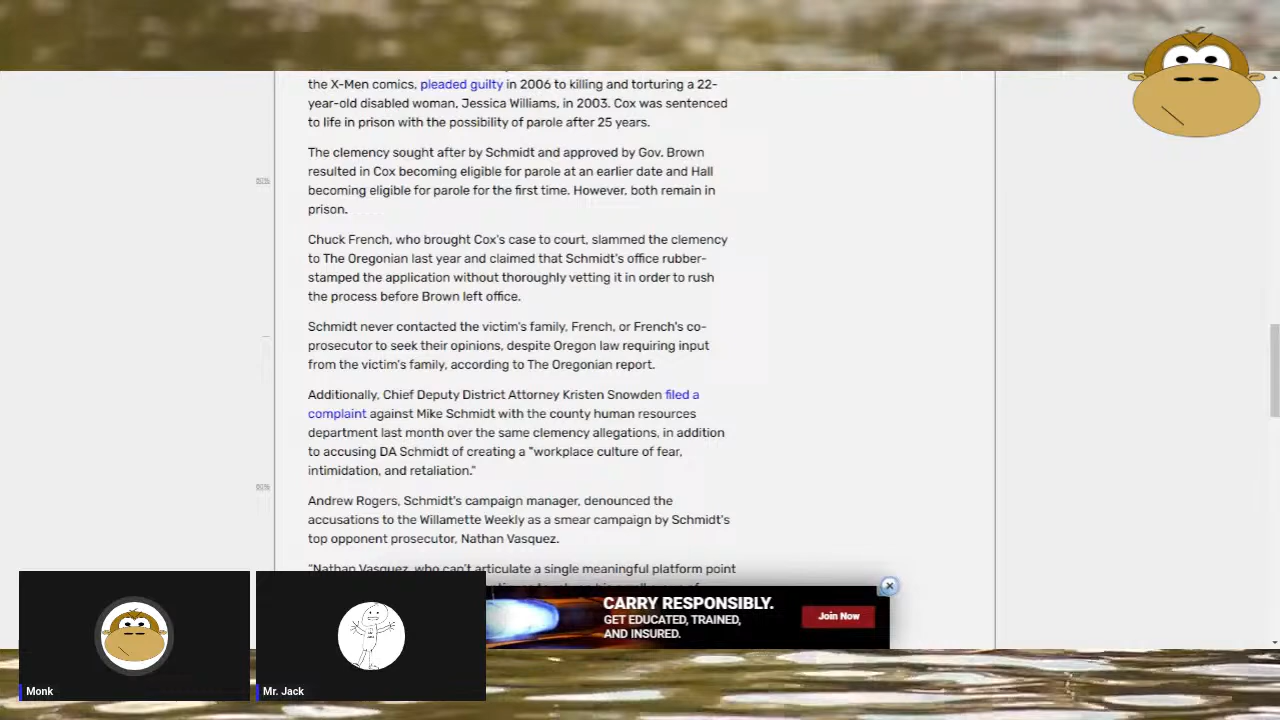 the X-Men comics, pleaded guilty in 2006 to killing and torturing a 22-
year-old disabled woman, Jessica Williams, in 2003. Cox was sentenced
to life in prison with the possibility of parole after 25 years.
The clemency sought after by Schmidt and approved by Gov. Brown
50%
resulted in Cox becoming eligible for parole at an earlier date and Hall
becoming eligible for parole for the first time. However, both remain in
prison.
Chuck French, who brought Cox's case to court, slammed the clemency
to The Oregonian last year and claimed that Schmidt's office rubber-
stamped the application without thoroughly vetting it in order to rush
the process before Brown left office.
Schmidt never contacted the victim's family, French, or French's co-
prosecutor to seek their opinions, despite Oregon law requiring input
from the victim's family, according to The Oregonian report.
Additionally, Chief Deputy District Attorney Kristen Snowden filed a
complaint against Mike Schmidt with the county human resources
department last month over the same clemency allegations, in addition
to accusing DA Schmidt of creating a "workplace culture of fear,
intimidation, and retaliation."
60%
Andrew Rogers, Schmidt's campaign manager, denounced the
accusations to the Willamette Weekly as a smear campaign by Schmidt's
top opponent prosecutor, Nathan Vasquez.
"Nathan Vasquez, who can't articulate a single meaningful platform point
CARRY RESPONSIBLY.
GET EDUCATED, TRAINED,
AND INSURED.
Join Now
Monk
Mr. Jack